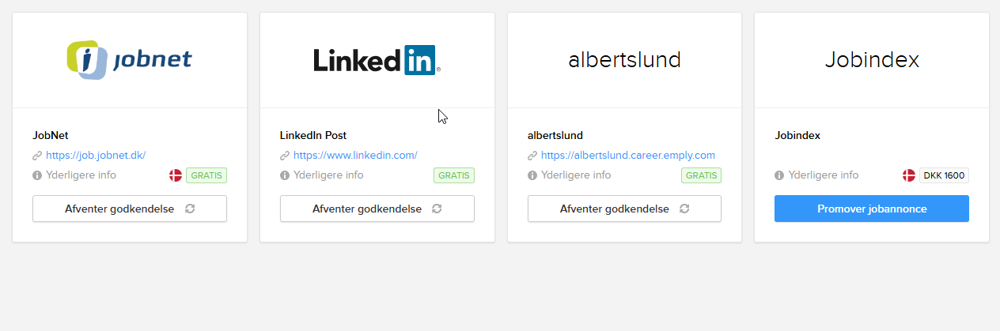 jobnet
Linked in
albertslund
Jobindex
JobNet
https://job.jobnet.dk/
Yderligere info
GRATIS
Afventer godkendelse
LinkedIn Post
https://www.linkedin.com/
Yderligere info
GRATIS
Afventer godkendelse
albertslund
https://albertslund.career.emply.com
Yderligere info
GRATIS
Afventer godkendelse
Jobindex
Yderligere info
DKK 1600
Promover jobannonce